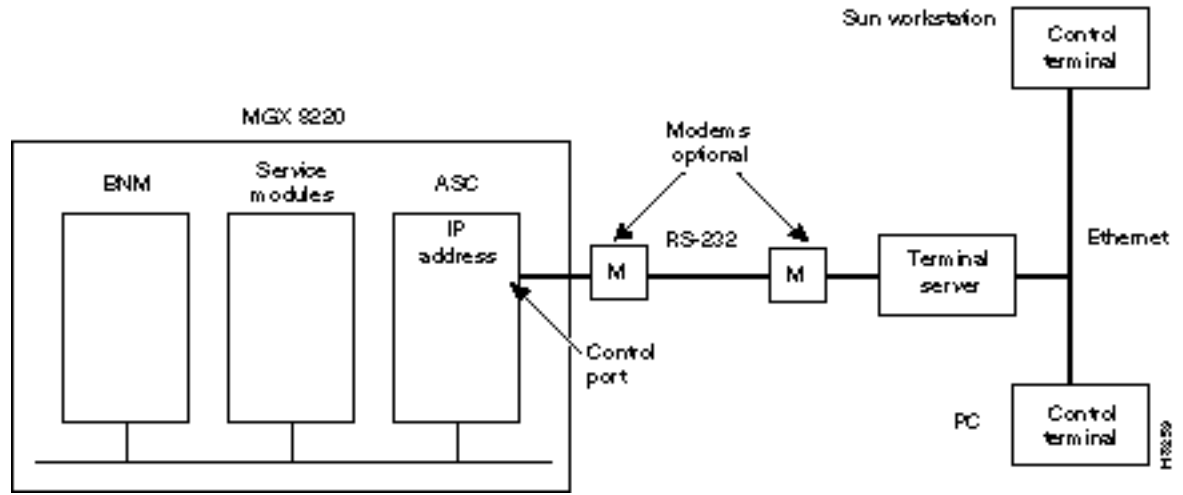 Sun workstation
Control
terminal
MGX 8220
Modems
optional
BNM
Service
modules
ASC
IP
address
RS-232
Ethernet
M
M
Terminal
server
Control
port
PC
Control
terminal